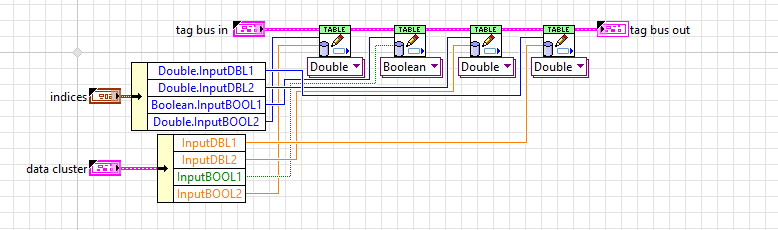 tag bus in
TABLE
TABLE
TABLE
TABLE
tag bus out
Double
Boolean
Double
Double
indices
Double.InputDBL1
Double.InputDBL2
Boolean.InputBOOL1
Double.InputBOOL2
data cluster
InputDBL1
InputDBL2
InputBOOL1
InputBOOL2